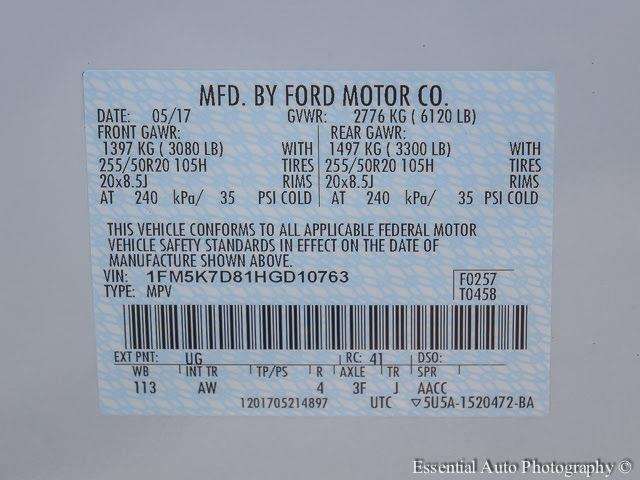 MFD. BY FORD MOTOR CO.
DATE: 05/17 GVWR: 2776 KG ( 6120 LB)
FRONT GAWR: REAR GAWR:
1397 KG ( 3080 LB) WITH 1497 KG ( 3300 LB) WITH
255/50R20 105H TIRES 255/50R20 105H TIRES
20x8.5J RIMS 20x8.5J RIMS
AT 240 kPa/ 35 PSI COLD AT 240 kPa/ 35 PSI COLD
THIS VEHICLE CONFORMS TO ALL APPLICABLE FEDERAL MOTOR
VEHICLE SAFETY STANDARDS IN EFFECT ON THE DATE OF
MANUFACTURE SHOWN ABOVE.
VIN: 1FM5K7D81HGD10763 F0257
TYPE: MPV T0458
EXT PNT: UG RC: 41 DSO:
WB INT TR TP/PS R AXLE TR SPR
113 AW 4 3F J AACC
1201705214897 UTC ▽5U5A-1520472-BA
Essential Auto Photography ©